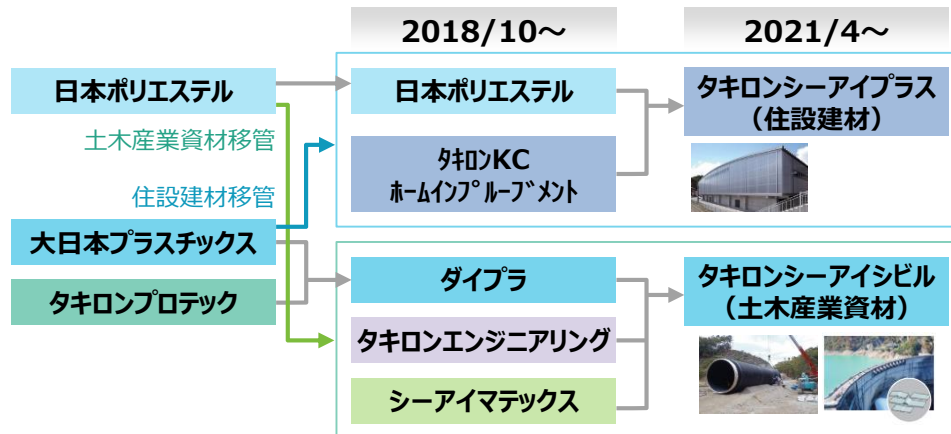 2018/10～
2021/4～
日本ポリエステル
日本ポリエステル
タキロンシーアイプラス
（住設建材）
土木産業資材移管
ﾀｷﾛﾝKC
ﾎｰﾑｲﾝﾌﾟﾙｰﾌﾞﾒﾝﾄ
住設建材移管
大日本プラスチックス
ダイプラ
タキロンシーアイシビル
（土木産業資材）
タキロンプロテック
タキロンエンジニアリング
シーアイマテックス